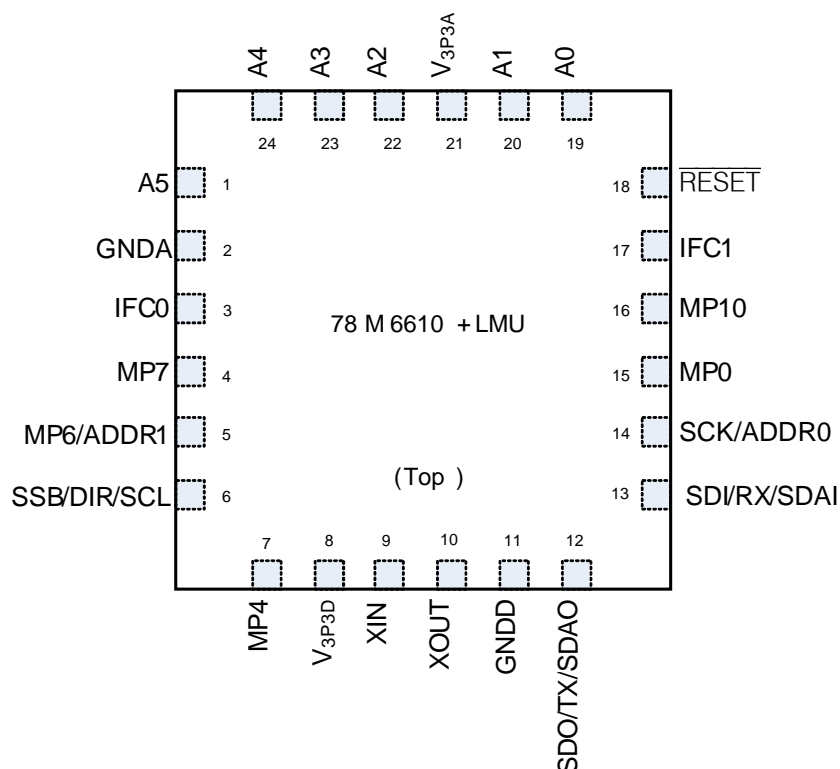 A4 A3 A2 V3P3A A1 A0
24 23 22 21 20 19
A5 1 18 RESET
GNDA 2 17 IFC1
IFC0 3 16 MP10
78 M 6610 +LMU
MP7 4 15 MP0
MP6/ADDR1 5 14 SCK/ADDR0
(Top )
SSB/DIR/SCL 6 13 SDI/RX/SDAI
7 8 9 10 11 12
MP4 V3P3D XIN XOUT GNDD SDO/TX/SDAO